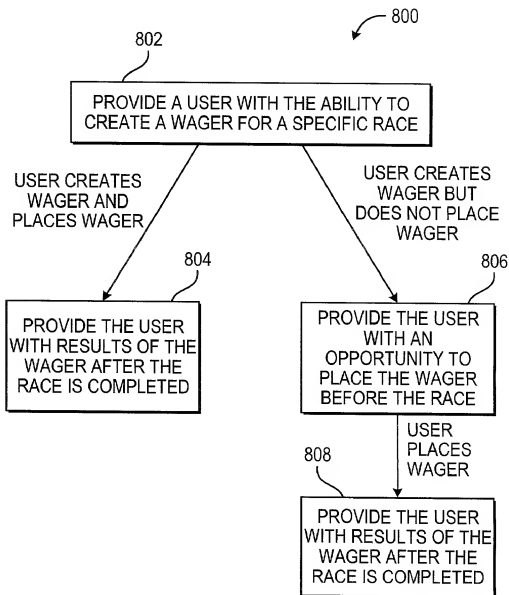 800
802
PROVIDE A USER WITH THE ABILITY TO
CREATE A WAGER FOR A SPECIFIC RACE
USER CREATES
WAGER AND
PLACES WAGER
USER CREATES
WAGER BUT
DOES NOT PLACE
WAGER
804
PROVIDE THE USER
WITH RESULTS OF THE
WAGER AFTER THE
RACE IS COMPLETED
806
PROVIDE THE USER
WITH AN
OPPORTUNITY TO
PLACE THE WAGER
BEFORE THE RACE
USER
PLACES
WAGER
808
PROVIDE THE USER
WITH RESULTS OF THE
WAGER AFTER THE
RACE IS COMPLETED